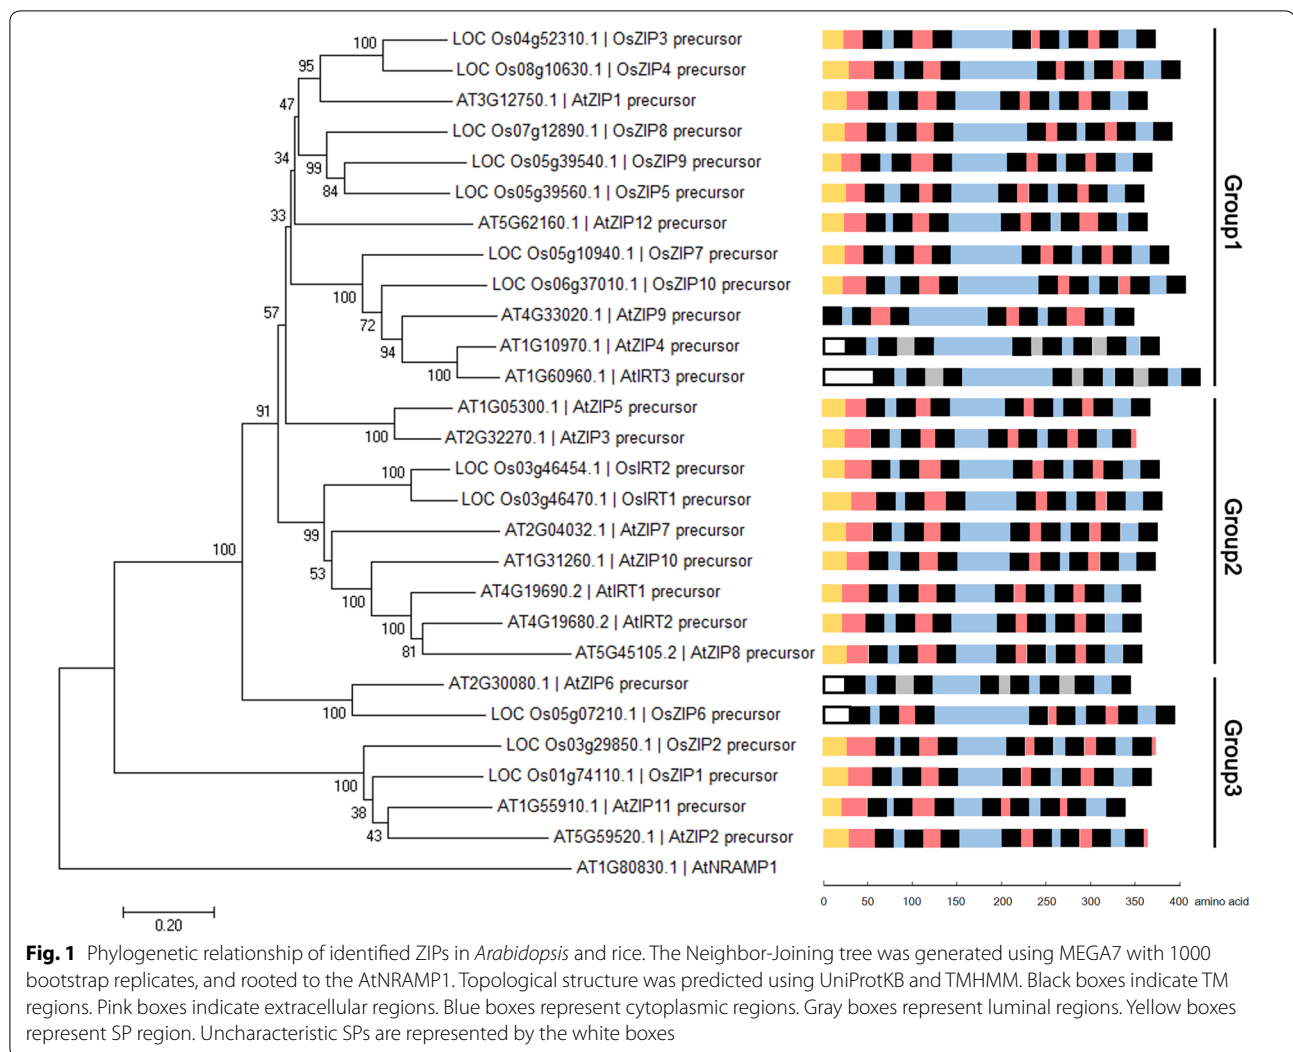 LOC Os04g52310.1 | OsZIP3 precursor
LOC Os08g10630.1 | OsZIP4 precursor
AT3G12750.1 | AtZIP1 precursor
LOC Os07g12890.1 | OsZIP8 precursor
LOC Os05g39540.1 | OsZIP9 precursor
LOC Os05g39560.1 | OsZIP5 precursor
AT5G62160.1 | AtZIP12 precursor
LOC Os05g10940.1 | OsZIP7 precursor
LOC Os06g37010.1 | OsZIP10 precursor
AT4G33020.1 | AtZIP9 precursor
AT1G10970.1 | AtZIP4 precursor
AT1G60960.1 | AtIRT3 precursor
AT1G05300.1 | AtZIP5 precursor
AT2G32270.1 | AtZIP3 precursor
LOC Os03g46454.1 | OsIRT2 precursor
LOC Os03g46470.1 | OsIRT1 precursor
AT2G04032.1 | AtZIP7 precursor
AT1G31260.1 | AtZIP10 precursor
AT4G19690.2 | AtIRT1 precursor
AT4G19680.2 | AtIRT2 precursor
AT5G45105.2 | AtZIP8 precursor
AT2G30080.1 | AtZIP6 precursor
LOC Os05g07210.1 | OsZIP6 precursor
LOC Os03g29850.1 | OsZIP2 precursor
LOC Os01g74110.1 | OsZIP1 precursor
AT1G55910.1 | AtZIP11 precursor
AT5G59520.1 | AtZIP2 precursor
AT1G80830.1 | AtNRAMP1
100
95
47
34
99
84
33
100
72
94
100
57
91
100
100
99
53
100
100
81
100
100
100
38
43
0.20
Group1
Group2
Group3
0 50 100 150 200 250 300 350 400 amino acid
Fig. 1 Phylogenetic relationship of identified ZIPs in Arabidopsis and rice. The Neighbor-Joining tree was generated using MEGA7 with 1000
bootstrap replicates, and rooted to the AtNRAMP1. Topological structure was predicted using UniProtKB and TMHMM. Black boxes indicate TM
regions. Pink boxes indicate extracellular regions. Blue boxes represent cytoplasmic regions. Gray boxes represent luminal regions. Yellow boxes
represent SP region. Uncharacteristic SPs are represented by the white boxes